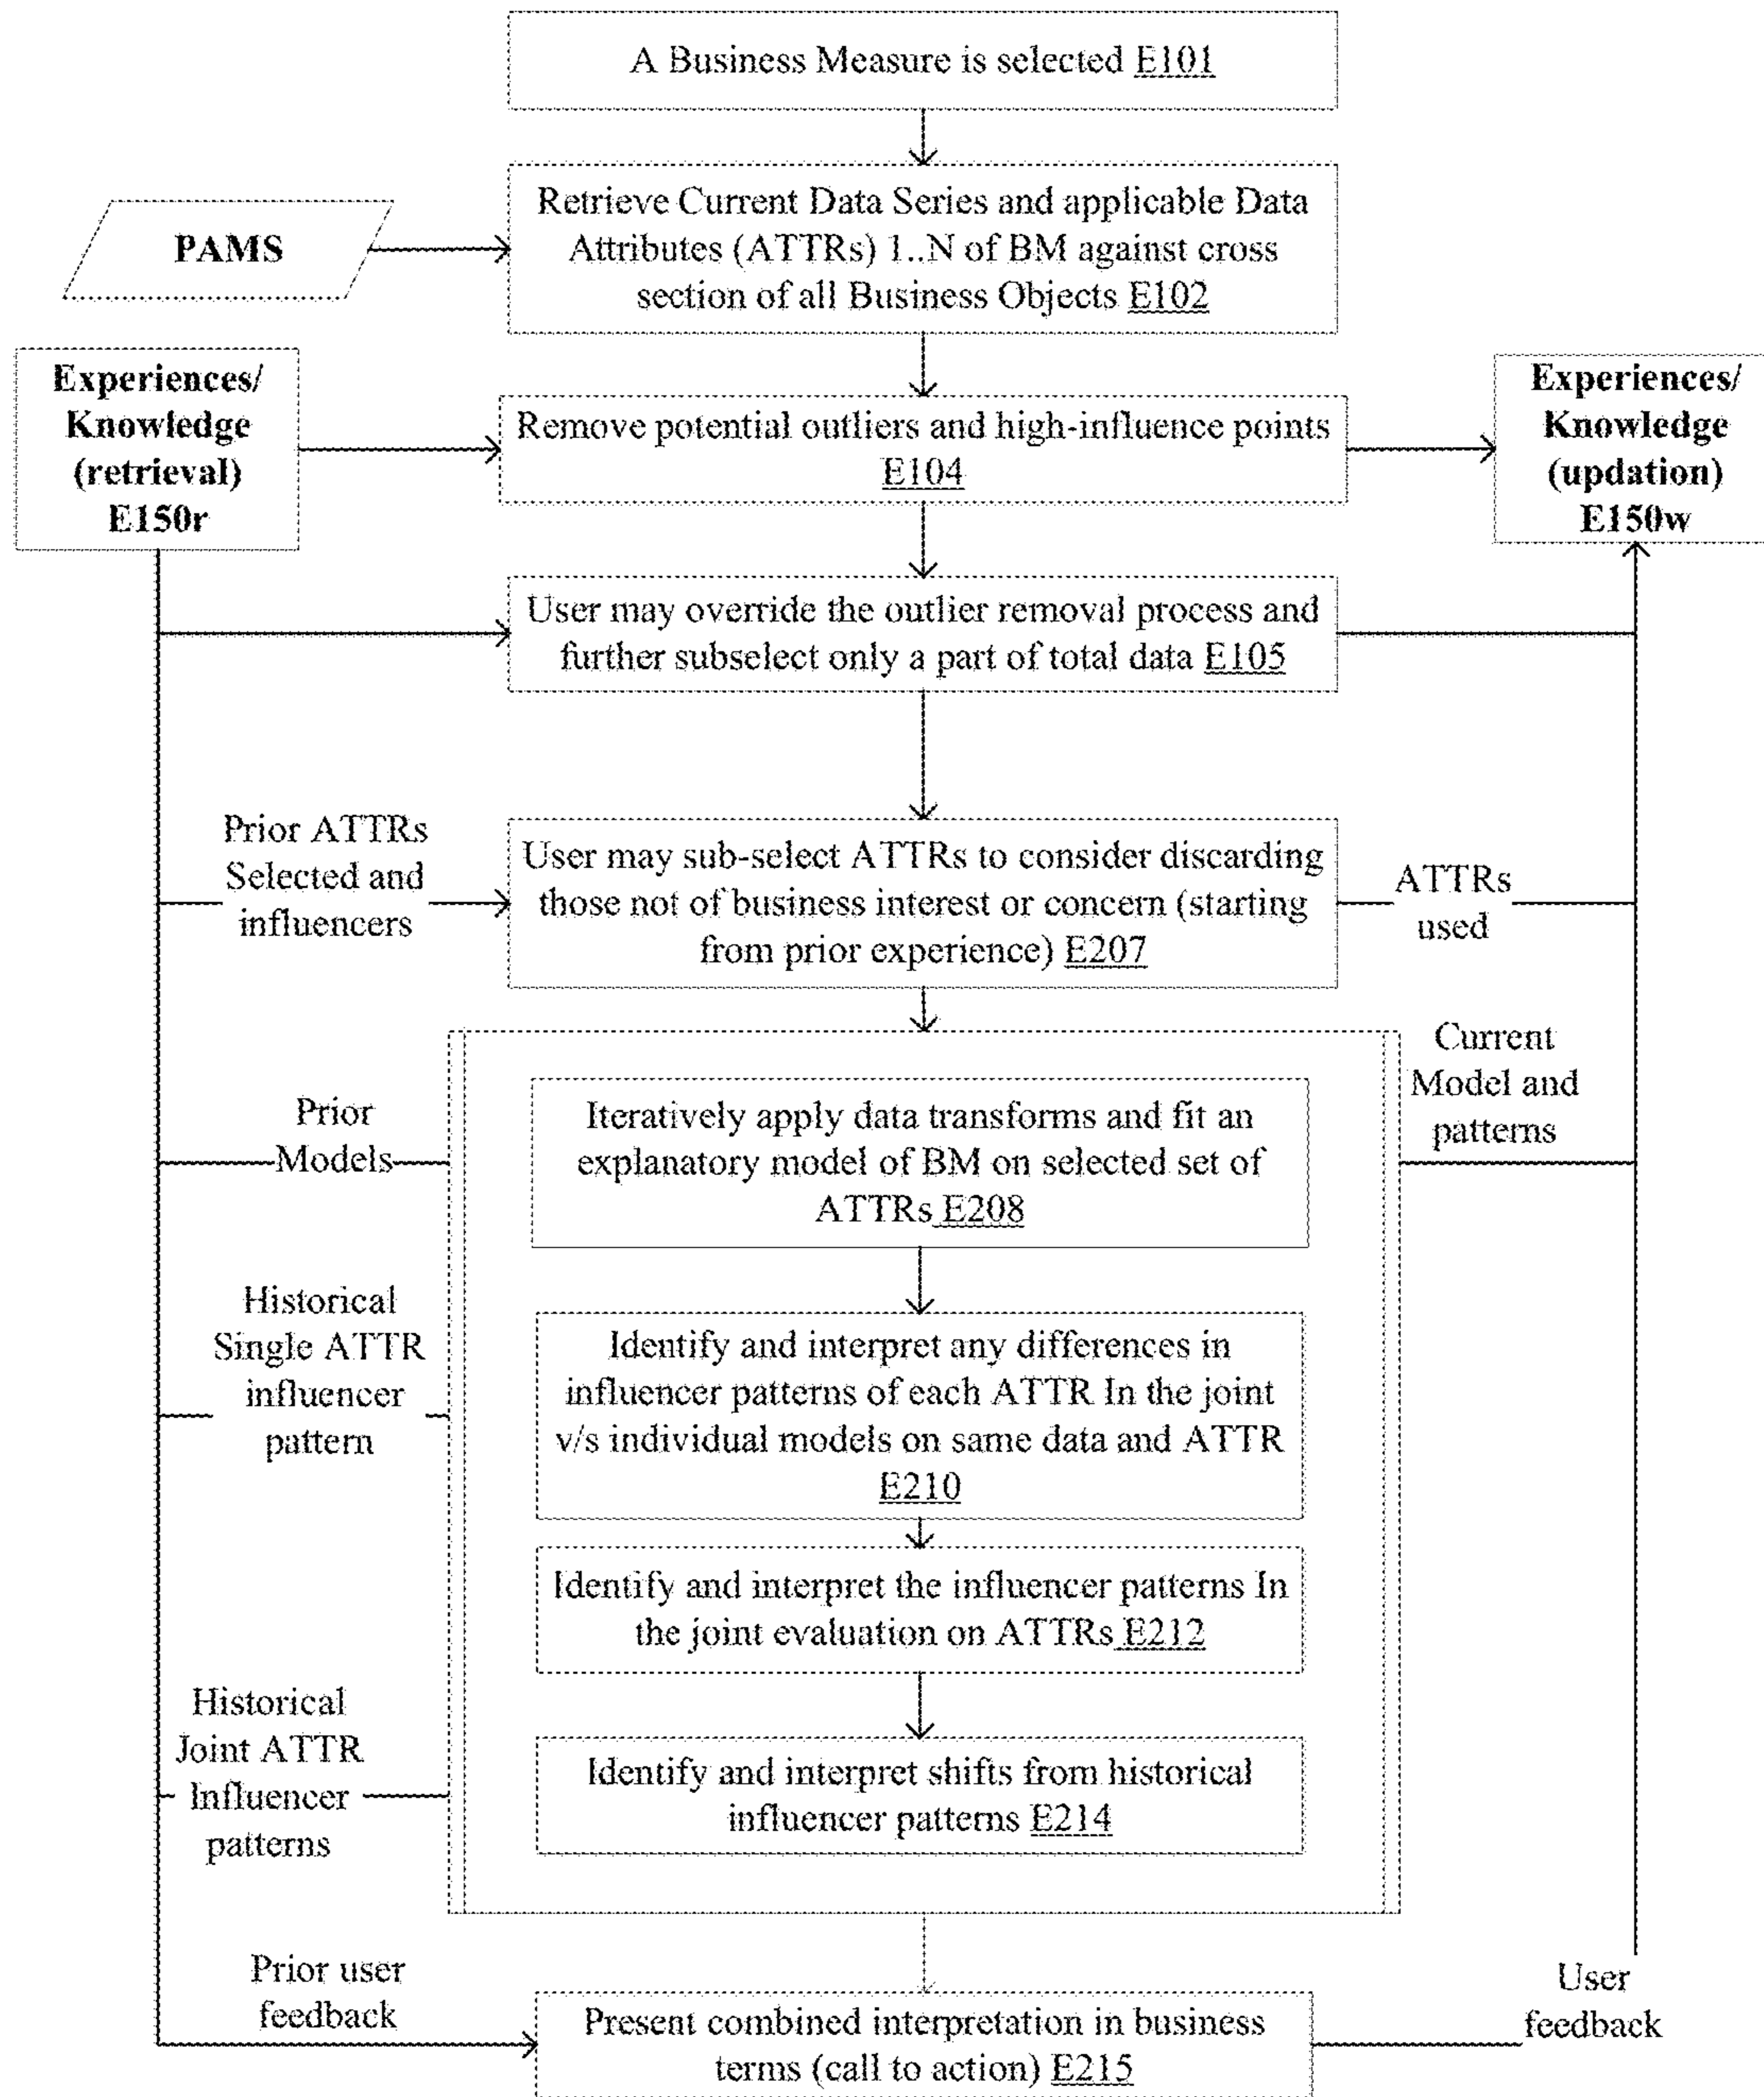 A Business Measure is selected E101
Retrieve Current Data Series and applicable Data
Attributes (ATTRs) 1..N of BM against cross
section of all Business Objects E102
PAMS
Experiences/
Knowledge
(retrieval)
E150r
Remove potential outliers and high-influence points
E104
Experiences/
Knowledge
(updation)
E150w
User may override the outlier removal process and
further subselect only a part of total data E105
Prior ATTRs
Selected and
influencers
User may sub-select ATTRs to consider discarding
those not of business interest or concern (starting
from prior experience) E207
ATTRs
used
Prior
Models
Iteratively apply data transforms and fit an
explanatory model of BM on selected set of
ATTRs E208
Current
Model and
patterns
Historical
Single ATTR
influencer
pattern
Identify and interpret any differences in
influencer patterns of each ATTR In the joint
v/s individual models on same data and ATTR
E210
Identify and interpret the influencer patterns In
the joint evaluation on ATTRs E212
Historical
Joint ATTR
Influencer
patterns
Identify and interpret shifts from historical
influencer patterns E214
Prior user
feedback
Present combined interpretation in business
terms (call to action) E215
User
feedback